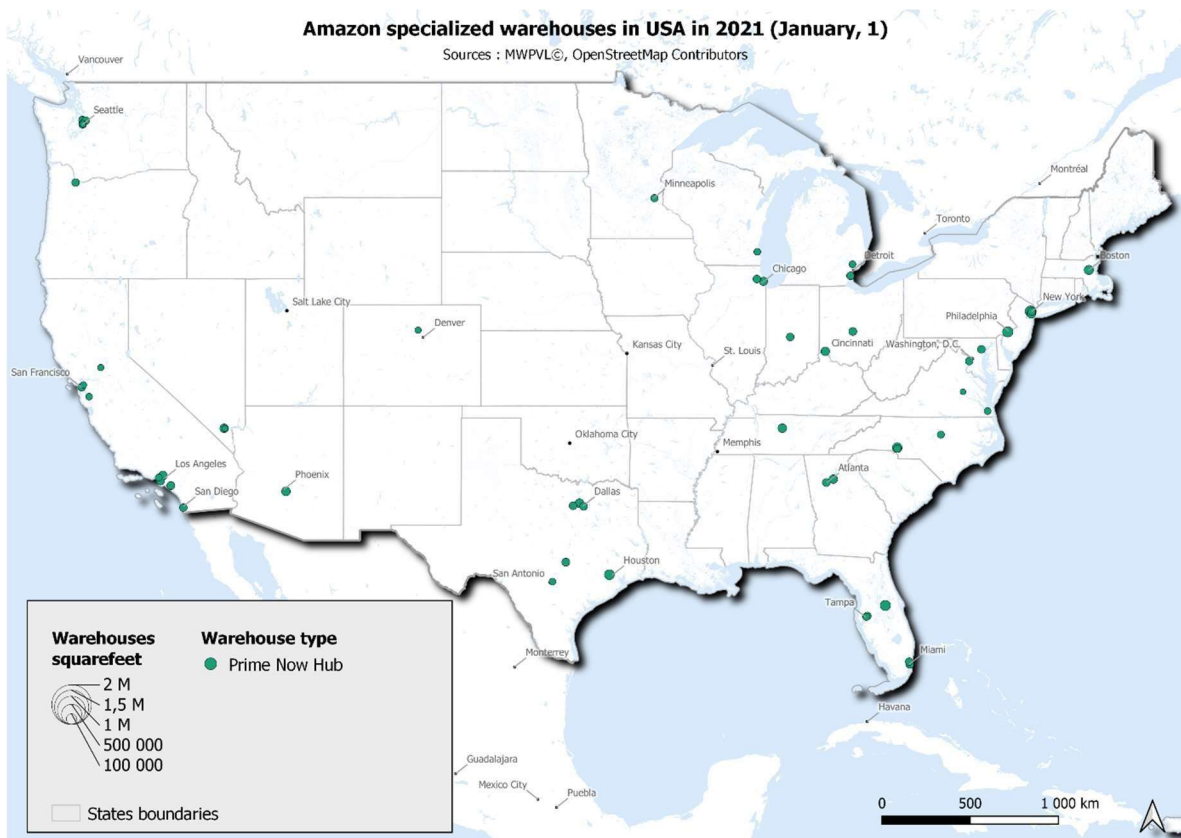 Amazon specialized warehouses in USA in 2021 (January, 1)
Sources : MWPVL©, OpenStreetMap Contributors
Vancouver
Seattle
Minneapolis
Montréal
Toronto
Detroit
Boston
Chicago
New York
Salt Lake City
Philadelphia
Denver
Kansas City
St. Louis
Cincinnati
Washington, D.C.
San Francisco
Oklahoma City
Memphis
Los Angeles
Phoenix
Atlanta
San Diego
Dallas
San Antonio
Houston
Tampa
Miami
Monterrey
Havana
Guadalajara
Mexico City
Puebla
Warehouses
squarefeet
2 M
1,5 M
1 M
500 000
100 000
Warehouse type
Prime Now Hub
States boundaries
0 500 1 000 km